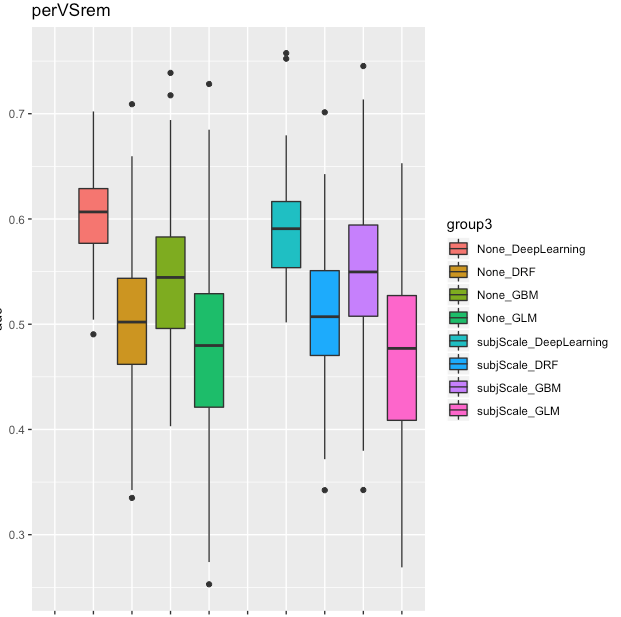 perVSrem
0.7
0.6
0.5
0.4
0.3
group3
None_DeepLearning
None_DRF
None_GBM
None_GLM
subjScale_DeepLearning
subjScale_DRF
subjScale_GBM
subjScale_GLM